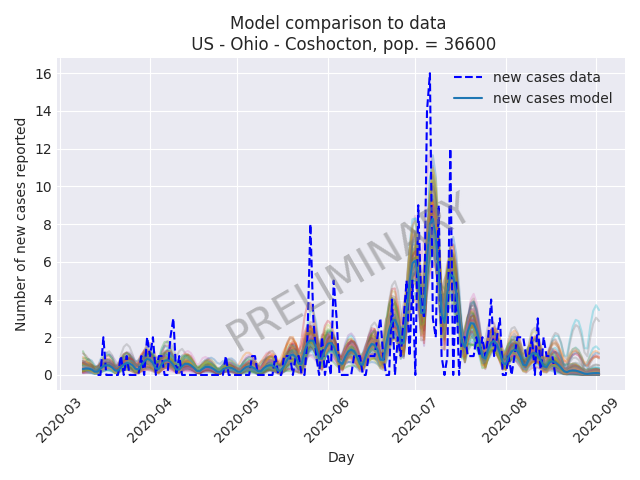 Model comparison to data
US - Ohio - Coshocton, pop. = 36600
new cases data
new cases model
Number of new cases reported
16
14
12
10
8
6
4
2
0
PRELIMINARY
2020-03
2020-04
2020-05
2020-06
2020-07
2020-08
2020-09
Day